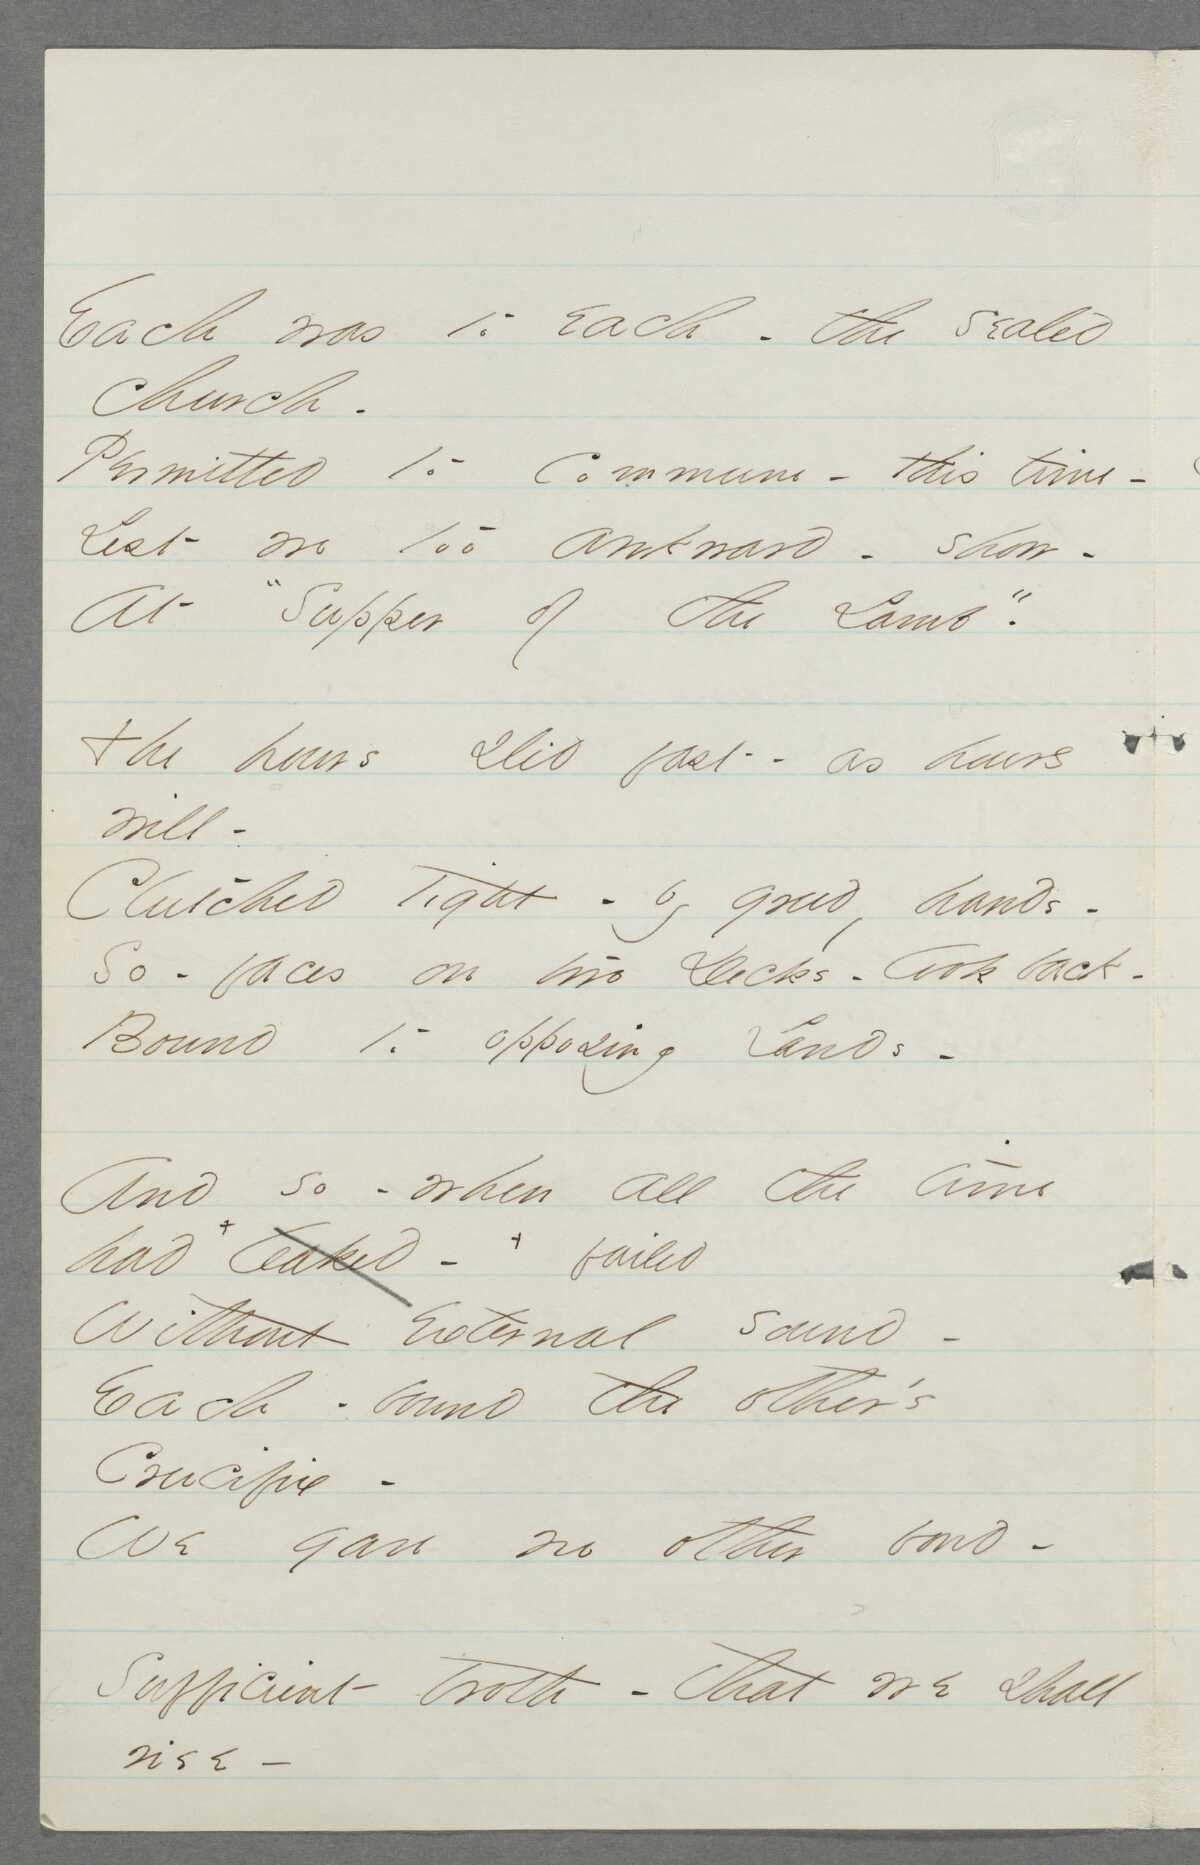 Each was to Each - the sealed
church -
Permitted to Commune - this time -
Lest we too awkward - show -
At "Supper of the Lamb".
The hours slid fast - as hours
will -
Clutched tight - by greedy hands -
So - faces on two Decks - look back -
Bound to opposing Lands -
And so - when all the time
had + leaked - + failed
Without External sound -
Each - bound the other's
Crucifix -
We gave no other bond -
Sufficient troth - that we shall
rise -